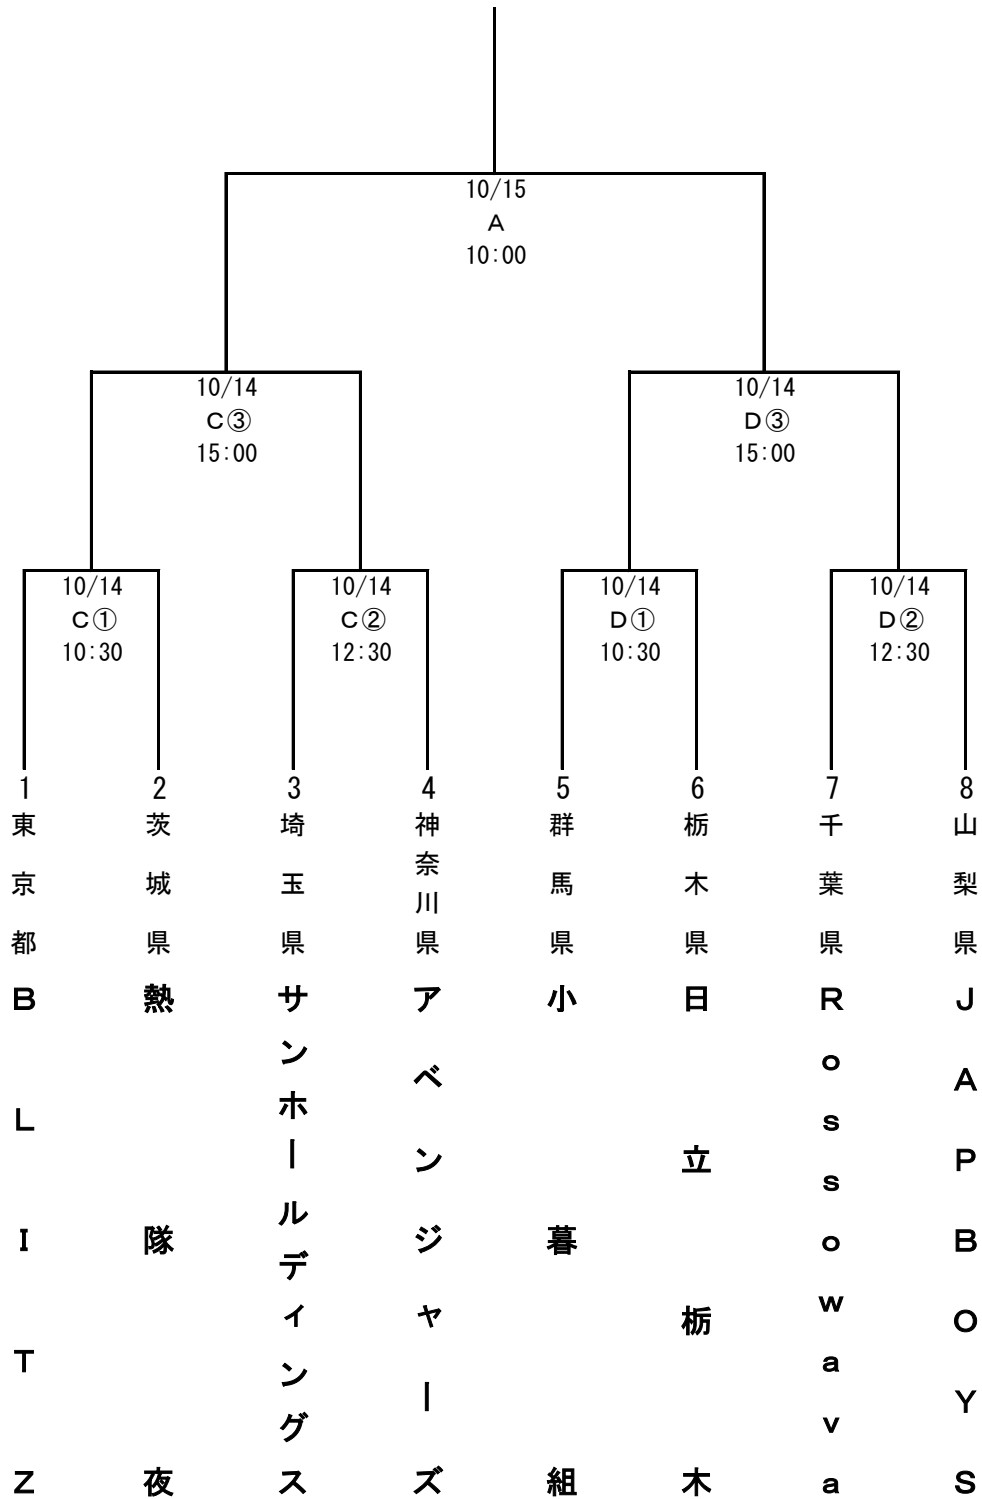 10/15
Ａ
10:00
10/14
Ｃ③
15:00
10/14
Ｄ③
15:00
10/14
Ｃ①
10:30
10/14
Ｃ②
12:30
10/14
Ｄ①
10:30
10/14
Ｄ②
12:30
1
東京都
ＢＬＩＴＺ
2
茨城県
熱隊夜
3
埼玉県
サンホールディングス
4
神奈川県
アベンジャーズ
5
群馬県
小暮組
6
栃木県
日立栃木
7
千葉県
Ｒｏｓｓｏｗａｖａ
8
山梨県
ＪＡＰＢＯＹＳ